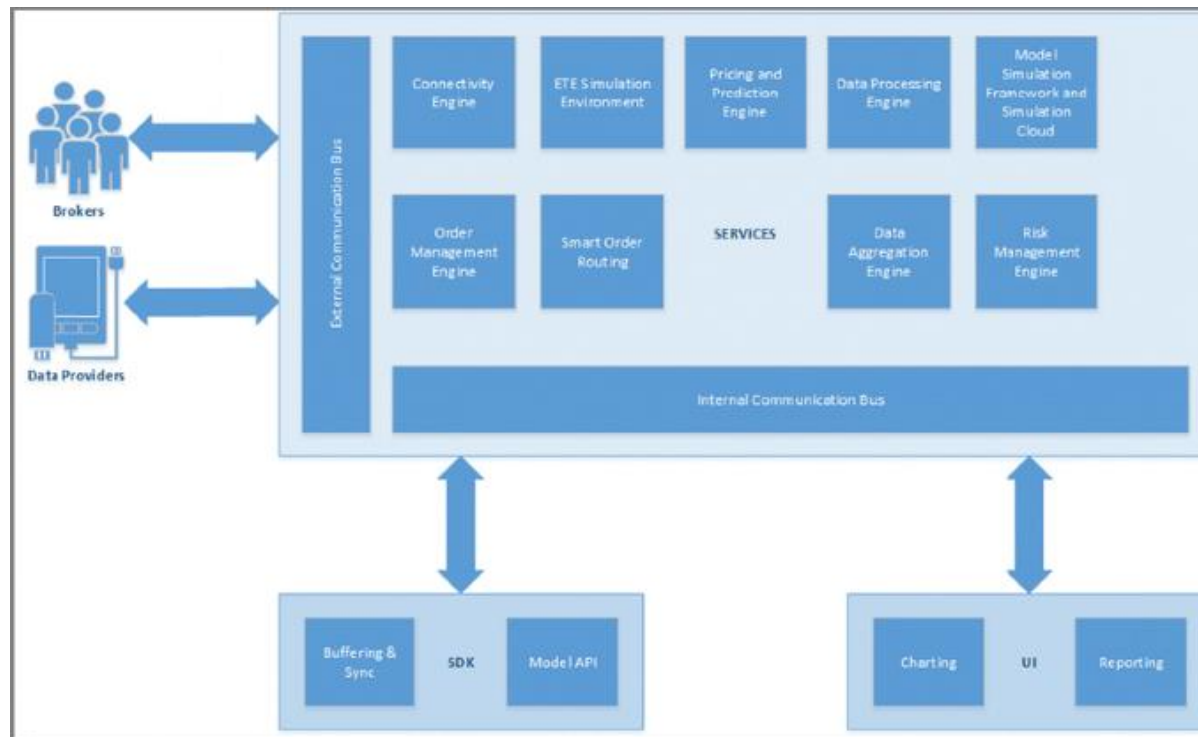 Connectivity
Engine
ETE Simulation
Environment
Pricing and
Prediction
Engine
Data Processing
Engine
Model
Simulation
Framework and
Simulation
Cloud
External Communication Bus
Brokers
Order
Management
Engine
Smart Order
Routing
SERVICES
Data
Aggregation
Engine
Risk
Management
Engine
Data Providers
Internal Communication Bus
Buffering &
Sync
SDK
Model API
Charting
UI
Reporting